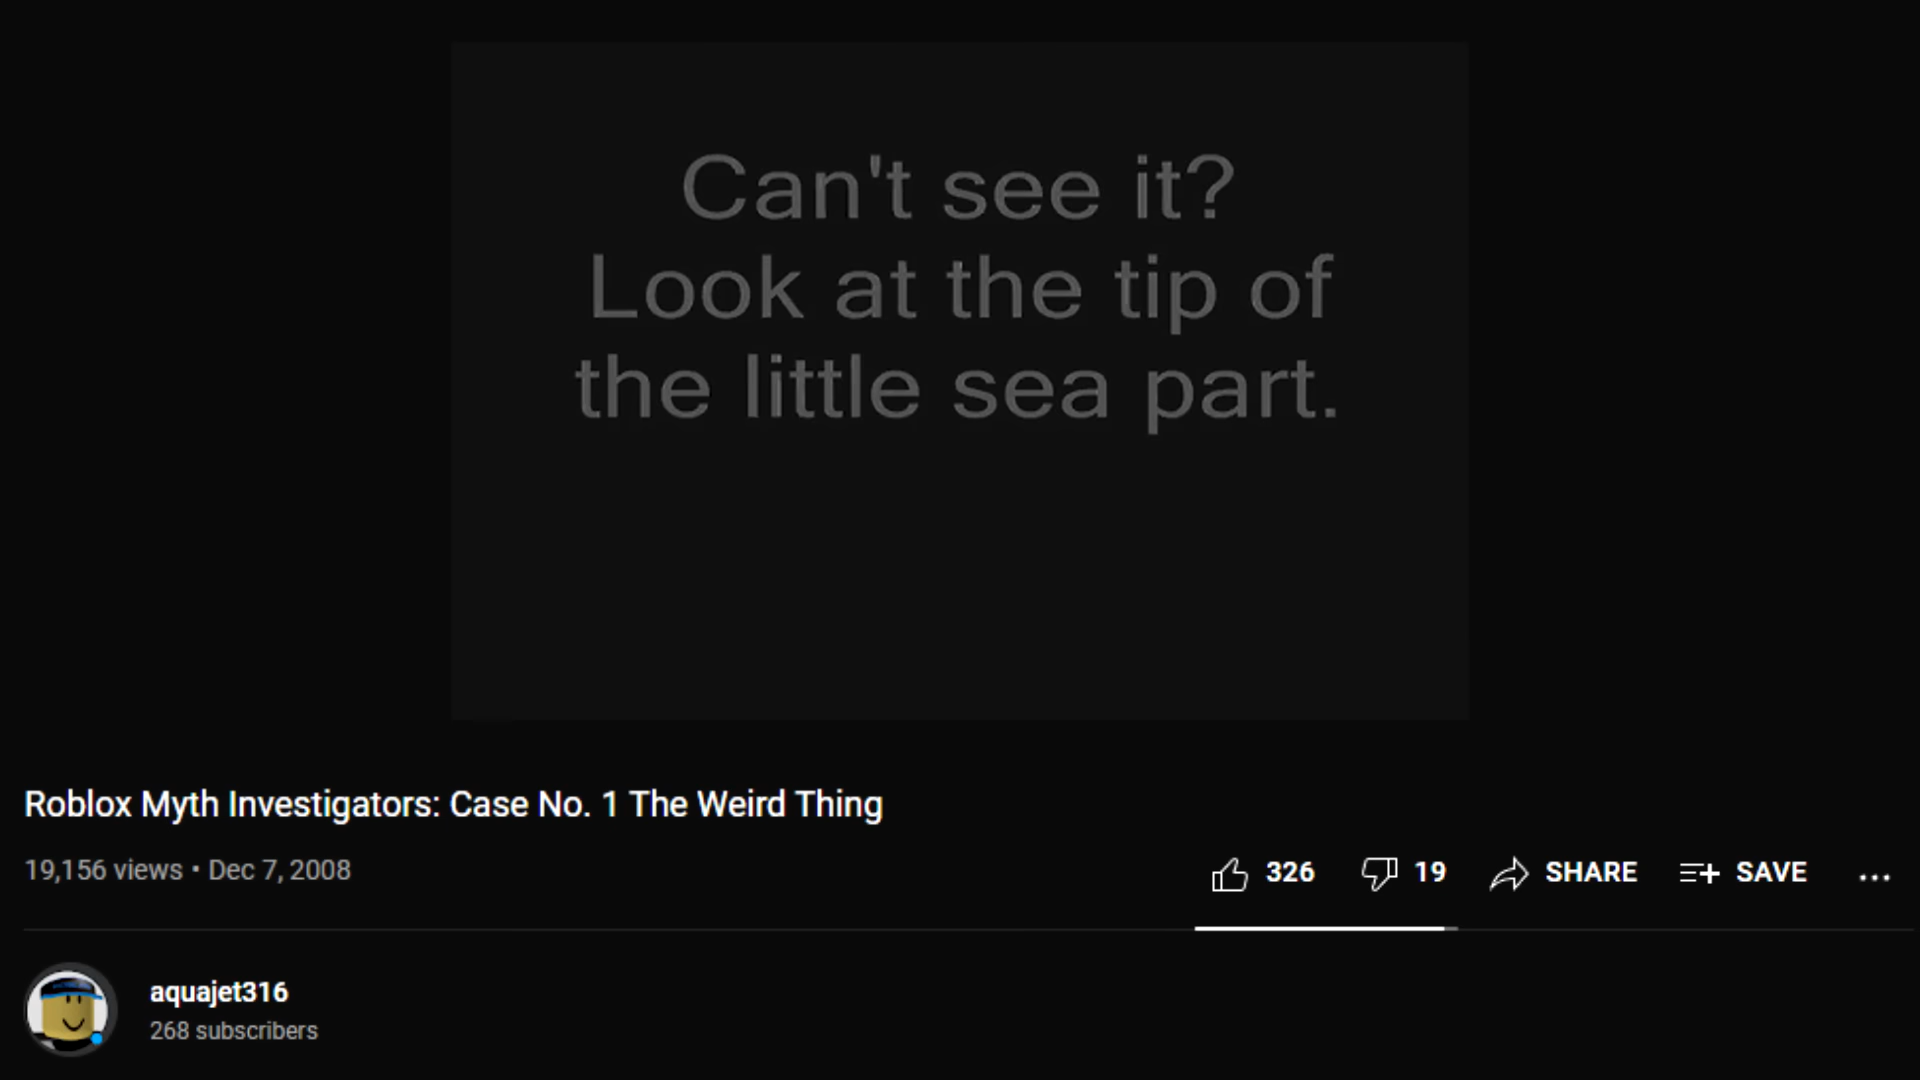 Can't see it?
Look at the tip of
the little sea part.
Roblox Myth Investigators: Case No. 1 The Weird Thing
19,156 views • Dec 7, 2008
326 19 SHARE SAVE ...
aquajet316
268 subscribers